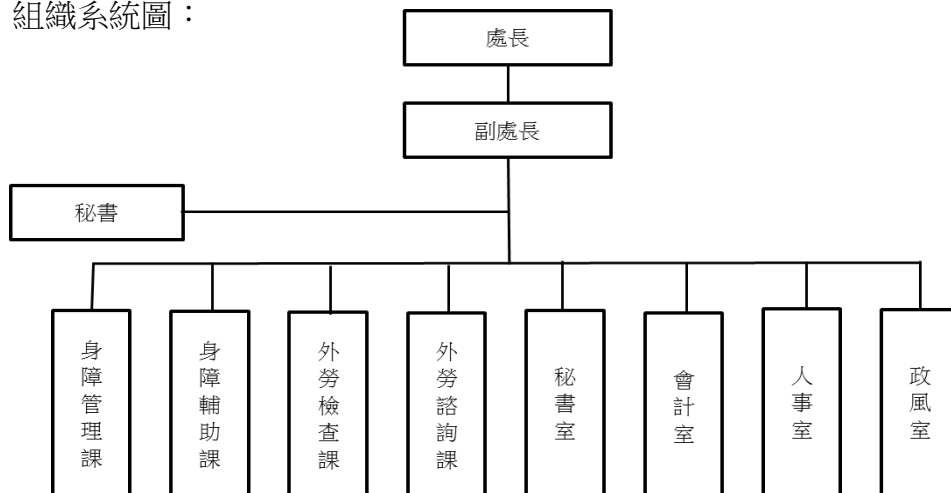 組織系統圖：
處長
副處長
秘書
身障管理課
身障輔助課
外勞檢查課
外勞諮詢課
秘書室
會計室
人事室
政風室